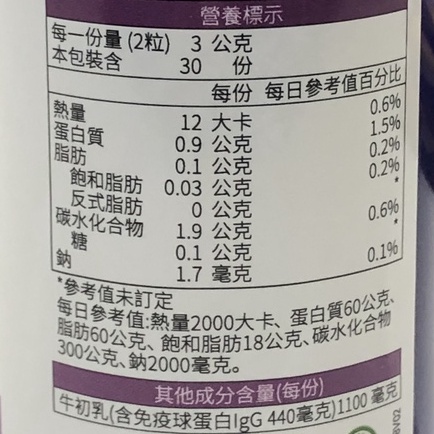 營養標示
每一份量 (2粒) 3 公克
本包裝含 30 份
每份 每日參考值百分比
熱量 12 大卡 0.6%
蛋白質 0.9 公克 1.5%
脂肪 0.1 公克 0.2%
飽和脂肪 0.03 公克 0.2%
反式脂肪 0 公克 *
碳水化合物 1.9 公克 0.6%
糖 0.1 公克 *
鈉 1.7 毫克 0.1%
*參考值未訂定
每日參考值:熱量2000大卡、蛋白質60公克、
脂肪60公克、飽和脂肪18公克、碳水化合物
300公克、鈉2000毫克。
其他成分含量(每份)
牛初乳(含免疫球蛋白IgG 440毫克)1100 毫克